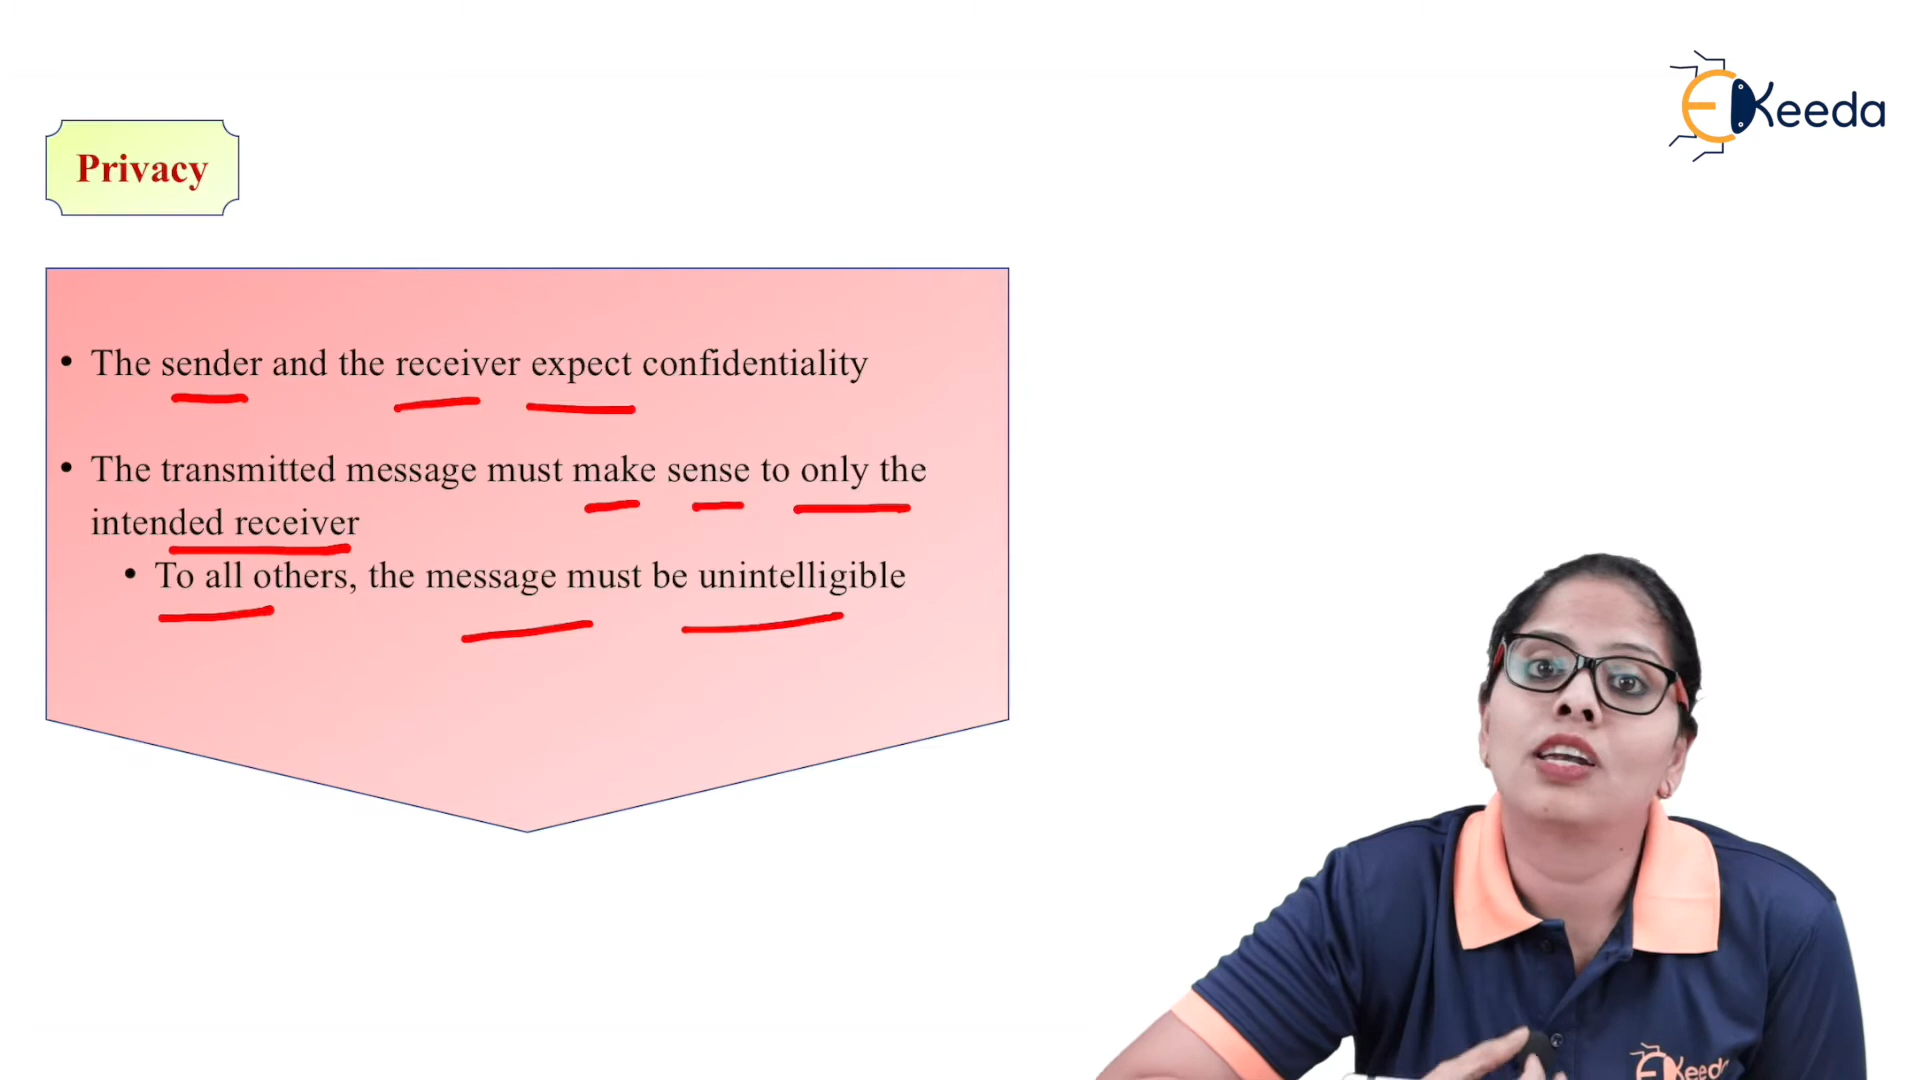 EKeeda
Privacy
• The sender and the receiver expect confidentiality
• The transmitted message must make sense to only the
intended receiver
• To all others, the message must be unintelligible
EKeeda